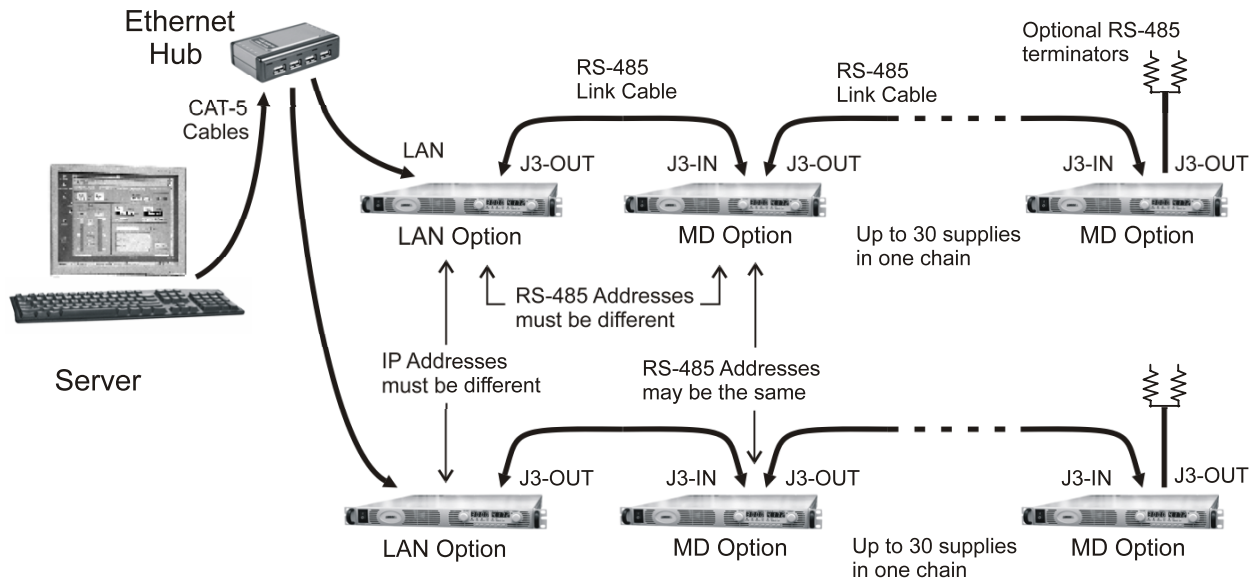 Ethernet
Hub
CAT-5
Cables
Server
LAN
RS-485
Link Cable
RS-485
Link Cable
Optional RS-485
terminators
J3-OUT
J3-IN
J3-OUT
J3-IN
J3-OUT
LAN Option
MD Option
Up to 30 supplies
in one chain
MD Option
RS-485 Addresses
must be different
IP Addresses
must be different
RS-485 Addresses
may be the same
J3-OUT
J3-IN
J3-OUT
J3-IN
J3-OUT
LAN Option
MD Option
Up to 30 supplies
in one chain
MD Option